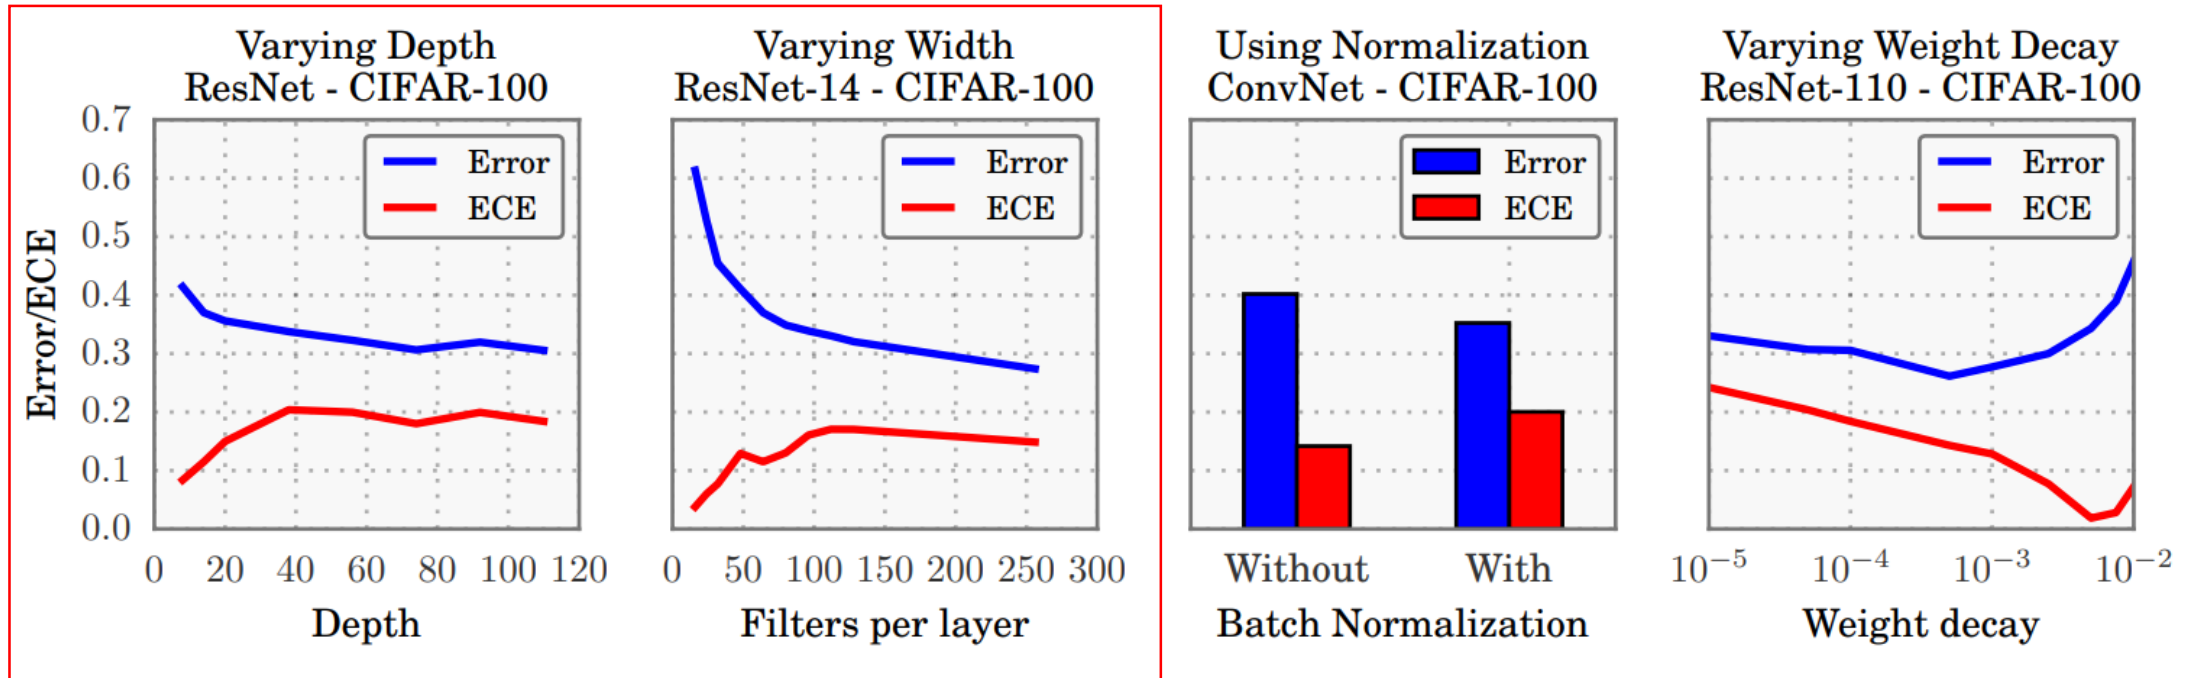 Varying Depth
ResNet - CIFAR-100
Varying Width
ResNet-14 - CIFAR-100
Using Normalization
ConvNet - CIFAR-100
Varying Weight Decay
ResNet-110 - CIFAR-100
Error/ECE
0.7
0.6
0.5
0.4
0.3
0.2
0.1
0.0
Error
ECE
0 20 40 60 80 100 120
Depth
Error
ECE
0 50 100 150 200 250 300
Filters per layer
Error
ECE
Without With
Batch Normalization
Error
ECE
10⁻⁵ 10⁻⁴ 10⁻³ 10⁻²
Weight decay